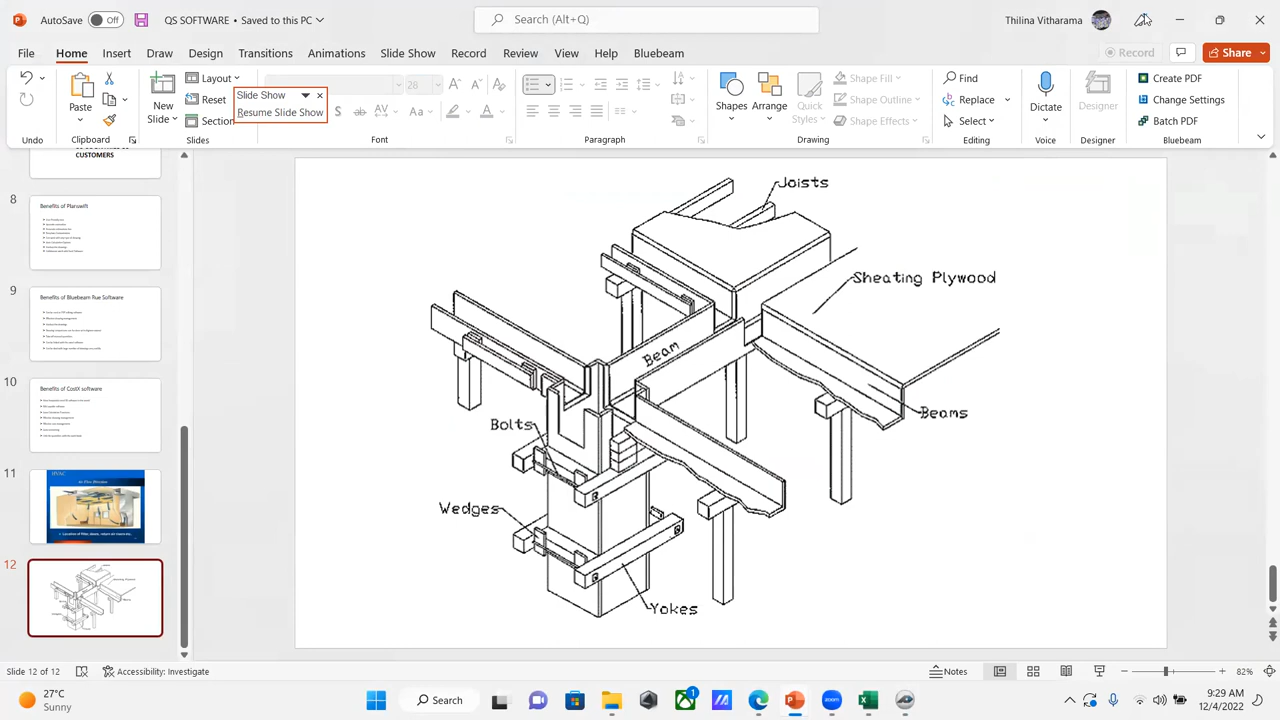 AutoSave Off QS SOFTWARE • Saved to this PC Search (Alt+Q) Thilina Vitharama
File Home Insert Draw Design Transitions Animations Slide Show Record Review View Help Bluebeam Record Share
Paste
Clipboard
Undo
New
Slide
Layout
Reset
Section
Slides
Slide Show
Resume Slide Show
28
Aa
Font
Paragraph
Shapes
Arrange
Quick
Styles
Shape Fill
Shape Outline
Shape Effects
Drawing
Find
Replace
Select
Editing
Dictate
Voice
Designer
Designer
Create PDF
Change Settings
Batch PDF
Bluebeam
CUSTOMERS
8
Benefits of Planswift
9
Benefits of Bluebeam Rue Software
10
Benefits of CostX software
11
HVAC
12
Joists
Sheating Plywood
Beam
Beams
Bolts
Wedges
Yokes
Slide 12 of 12 Accessibility: Investigate Notes 82%
27°C
Sunny
Search
1
zoom
9:29 AM
12/4/2022